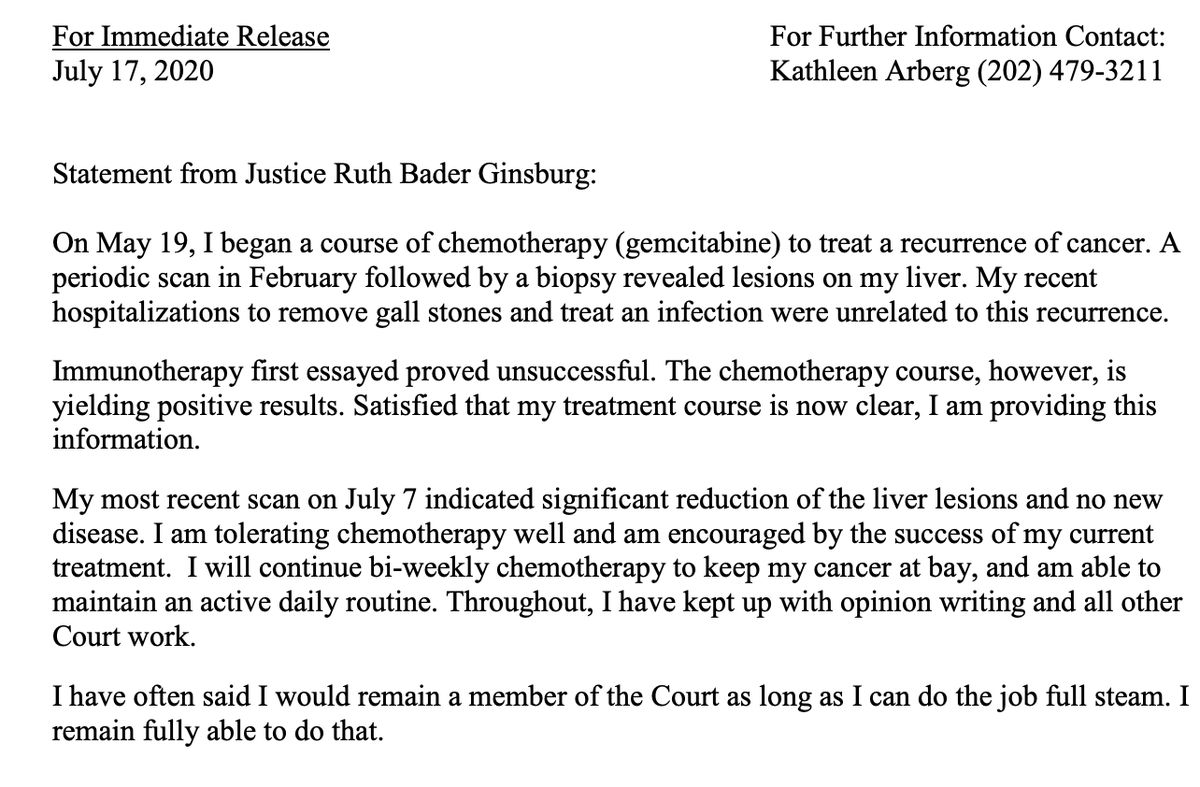 For Immediate Release
July 17, 2020
For Further Information Contact:
Kathleen Arberg (202) 479-3211
Statement from Justice Ruth Bader Ginsburg:
On May 19, I began a course of chemotherapy (gemcitabine) to treat a recurrence of cancer. A
periodic scan in February followed by a biopsy revealed lesions on my liver. My recent
hospitalizations to remove gall stones and treat an infection were unrelated to this recurrence.
Immunotherapy first essayed proved unsuccessful. The chemotherapy course, however, is
yielding positive results. Satisfied that my treatment course is now clear, I am providing this
information.
My most recent scan on July 7 indicated significant reduction of the liver lesions and no new
disease. I am tolerating chemotherapy well and am encouraged by the success of my current
treatment.  I will continue bi-weekly chemotherapy to keep my cancer at bay, and am able to
maintain an active daily routine. Throughout, I have kept up with opinion writing and all other
Court work.
I have often said I would remain a member of the Court as long as I can do the job full steam. I
remain fully able to do that.